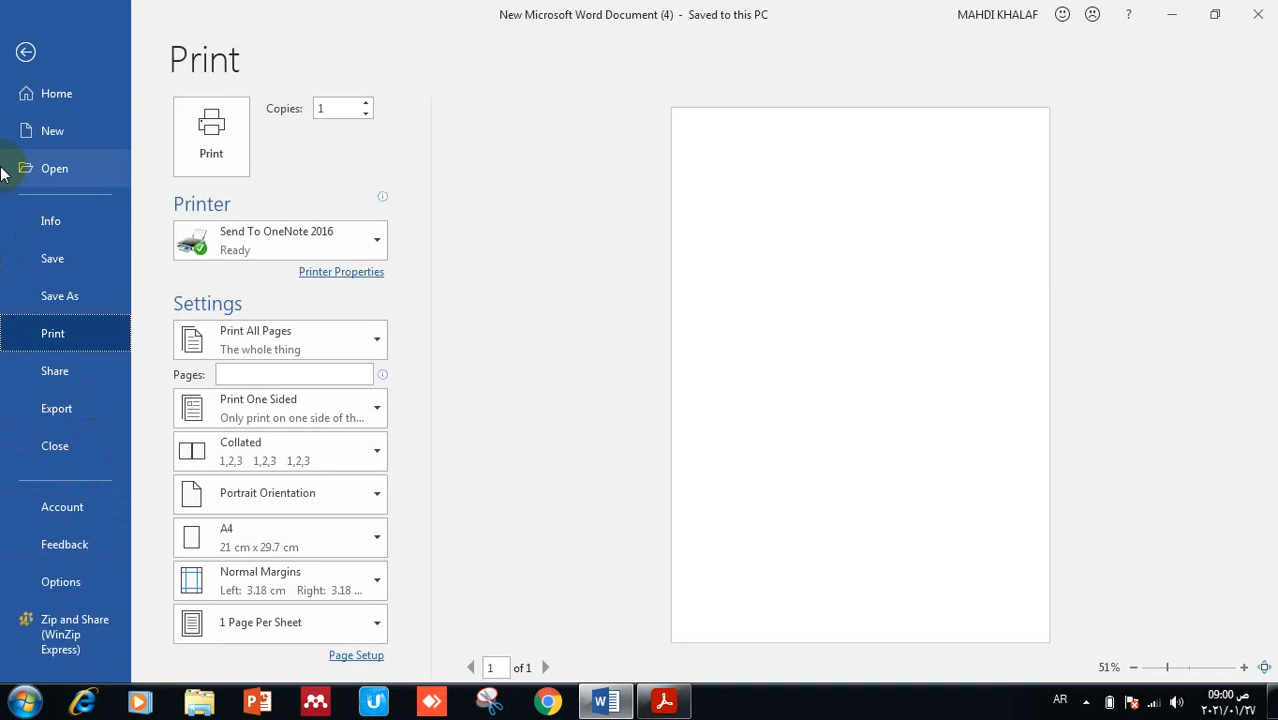 New Microsoft Word Document (4) - Saved to this PC
MAHDI KHALAF
?
Home
New
Open
Info
Save
Save As
Print
Share
Export
Close
Account
Feedback
Options
Zip and Share
(WinZip
Express)
Print
Print
Copies: 1
Printer
Send To OneNote 2016
Ready
Printer Properties
Settings
Print All Pages
The whole thing
Pages:
Print One Sided
Only print on one side of th...
Collated
1,2,3 1,2,3 1,2,3
Portrait Orientation
A4
21 cm x 29.7 cm
Normal Margins
Left: 3.18 cm Right: 3.18 ...
1 Page Per Sheet
Page Setup
1 of 1
51%
AR
09:00 ص
٢٠٢١/٠١/٢٧